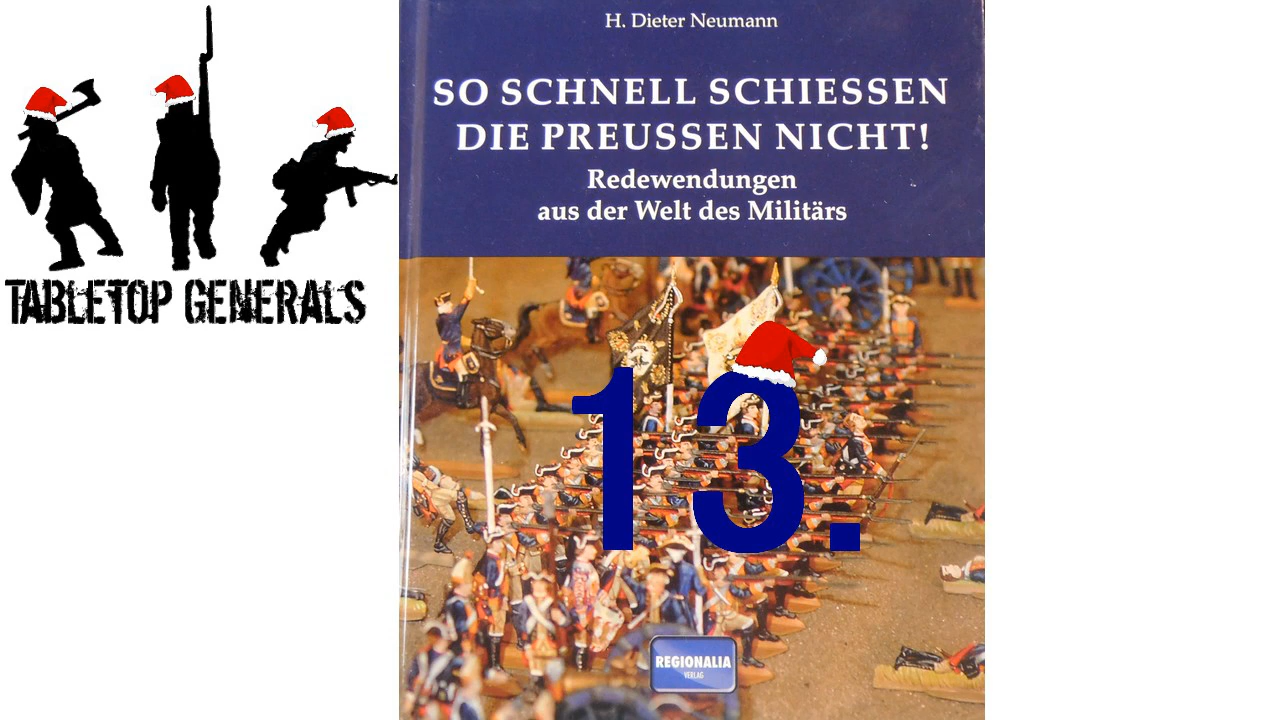 TABLETOP GENERALS
H. Dieter Neumann
SO SCHNELL SCHIESSEN
DIE PREUSSEN NICHT!
Redewendungen
aus der Welt des Militärs
13.
REGIONALIA
VERLAG